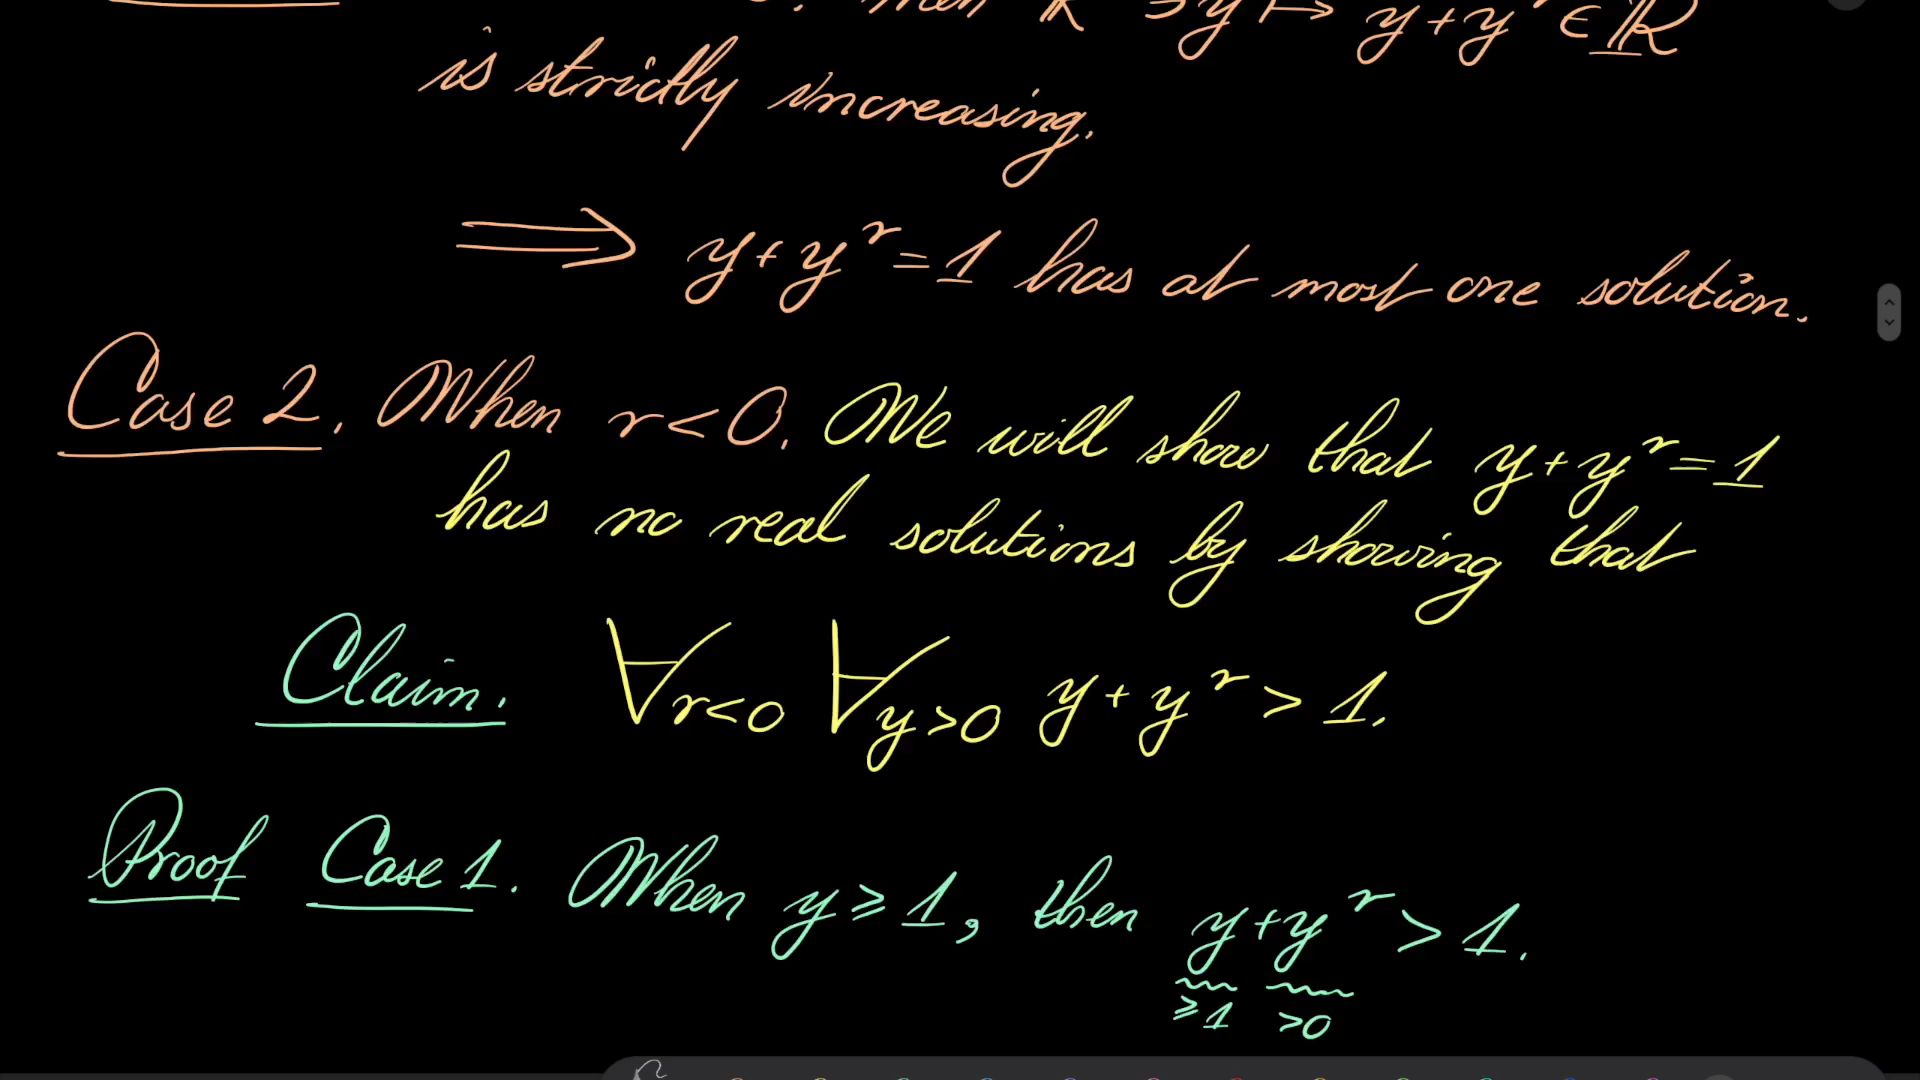 Then ℝ ∋ y ↦ y + y^r ∈ ℝ
is strictly increasing.
⟹ y + y^r = 1 has at most one solution.
Case 2. When r < 0. We will show that y + y^r = 1
has no real solutions by showing that
Claim. ∀ r<0 ∀ y>0 y + y^r > 1.
Proof Case 1. When y ⩾ 1, then y + y^r > 1.
⩾1 >0